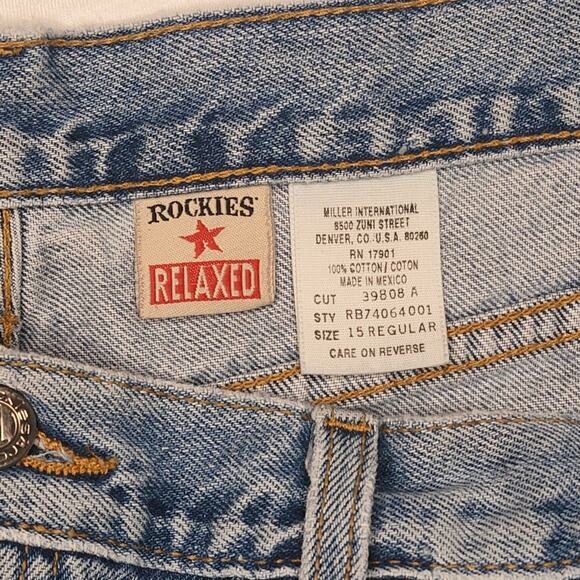 ROCKIES
RELAXED
MILLER INTERNATIONAL
8500 ZUNI STREET
DENVER, CO. U.S.A. 80260
RN 17901
100% COTTON/COTON
MADE IN MEXICO
CUT 39808 A
STY RB74064001
SIZE 15 REGULAR
CARE ON REVERSE